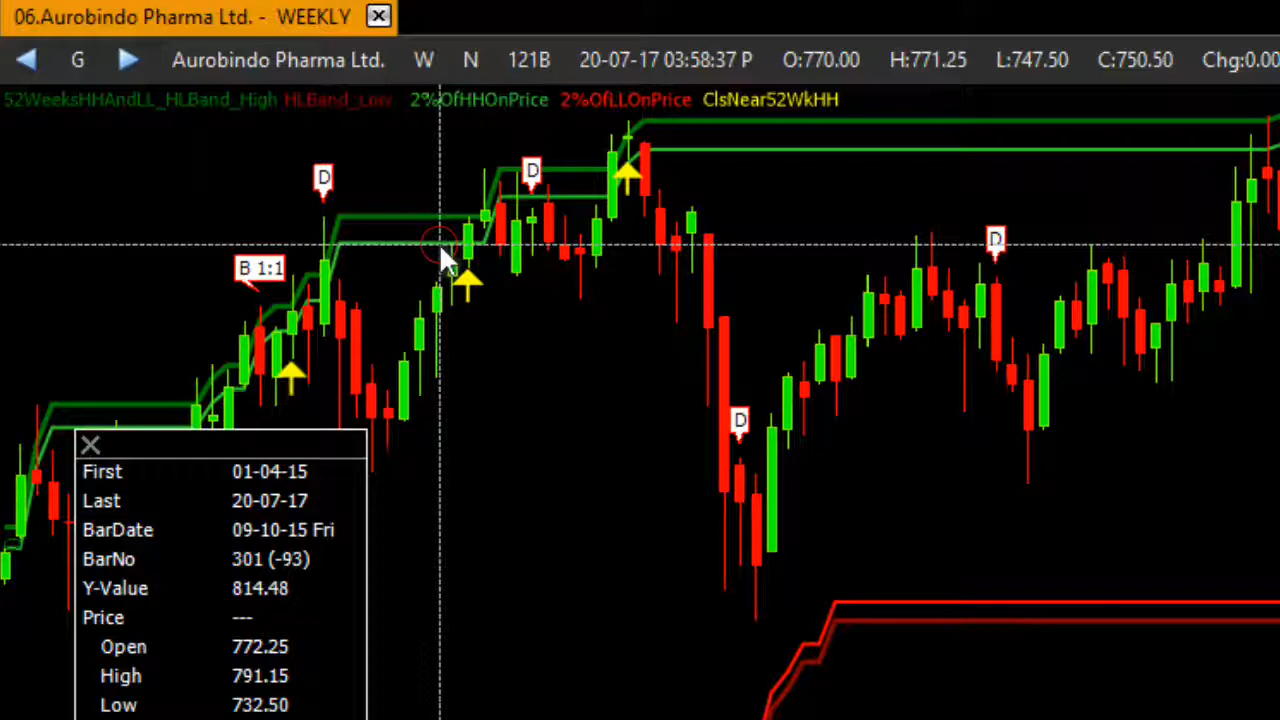 06.Aurobindo Pharma Ltd. - WEEKLY
G Aurobindo Pharma Ltd. W N 121B 20-07-17 03:58:37 P O:770.00 H:771.25 L:747.50 C:750.50 Chg:0.00
52WeeksHHAndLL_HLBand_High HLBand_Low 2%OfHHOnPrice 2%OfLLOnPrice ClsNear52WkHH
D
D
D
B 1:1
D
First 01-04-15
Last 20-07-17
BarDate 09-10-15 Fri
BarNo 301 (-93)
Y-Value 814.48
Price ---
Open 772.25
High 791.15
Low 732.50